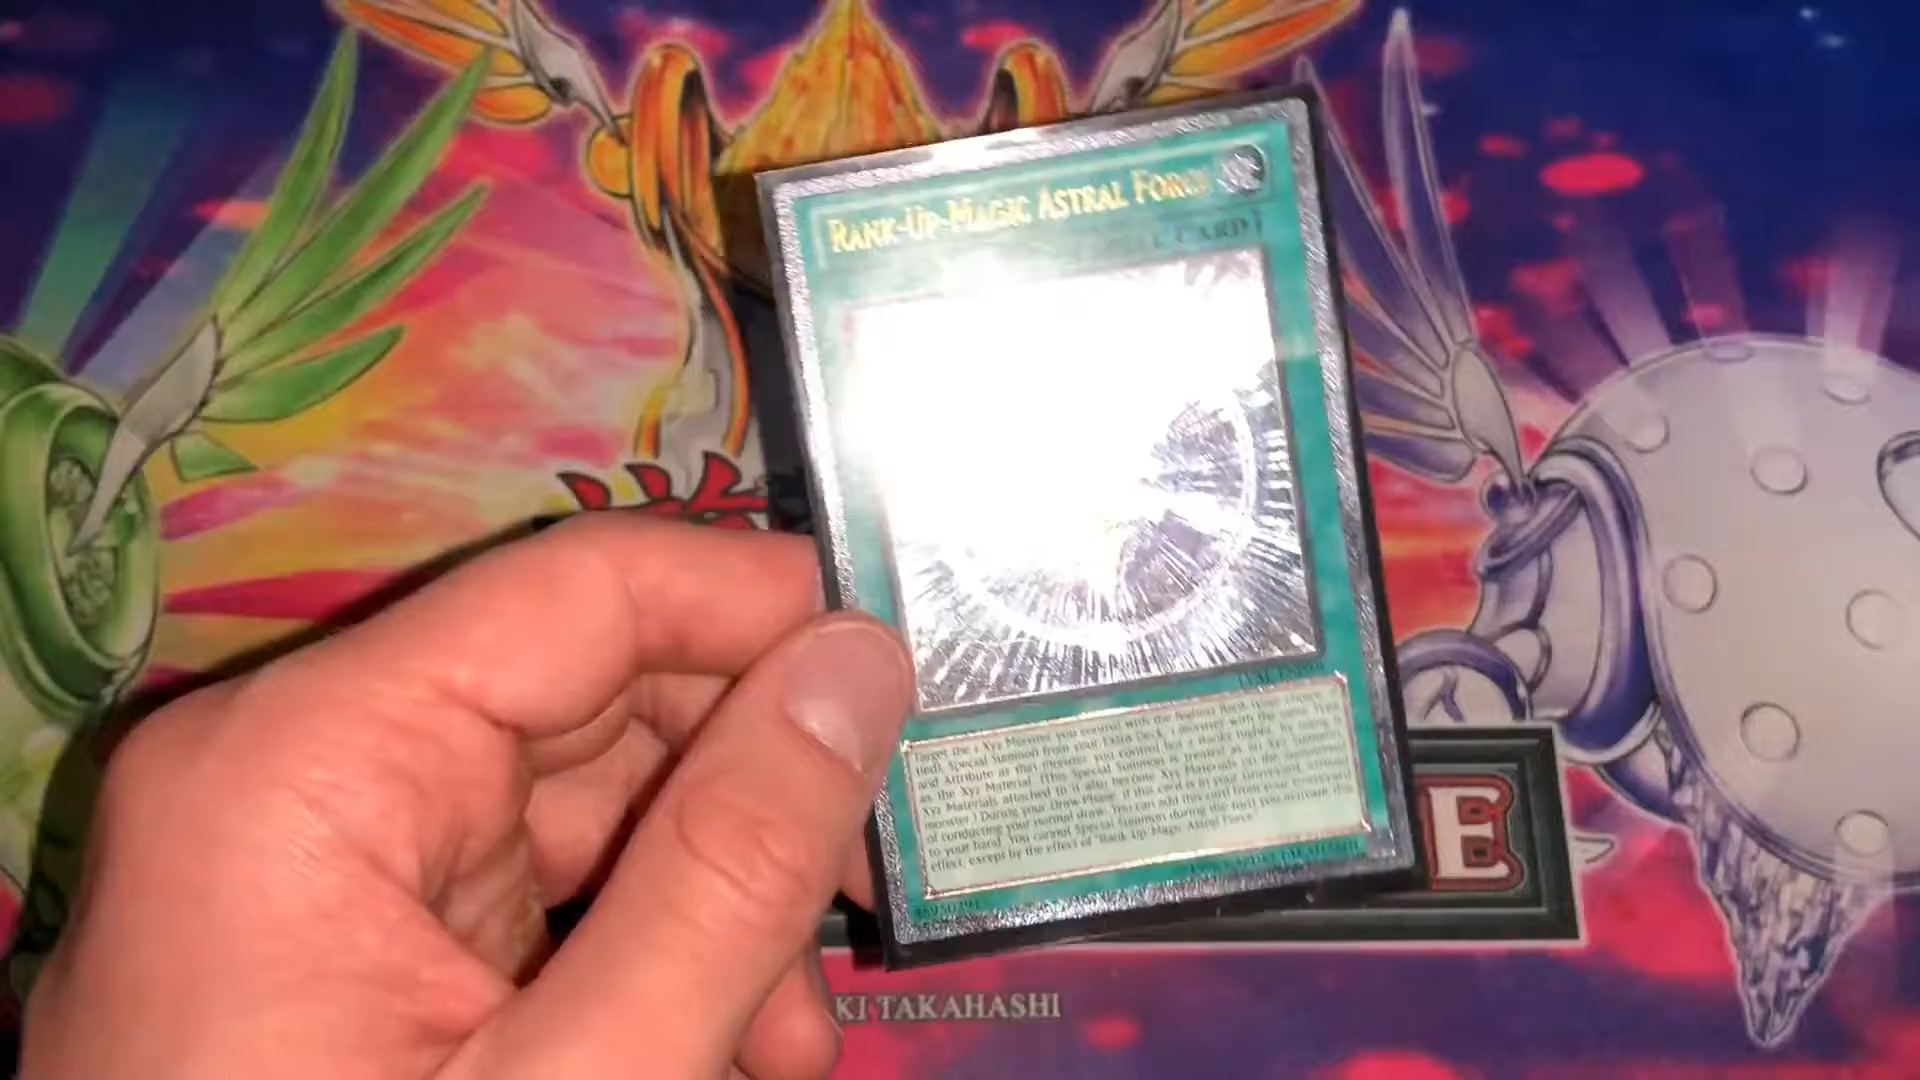 RANK-UP-MAGIC ASTRAL FORCE
SPELL CARD
target the 1 Xyz Monster you control with the highest Rank (your choice, if
tied); Special Summon from your Extra Deck, 1 monster with the same Type
and Attribute as that monster you control but 2 Ranks higher, by using it
as the Xyz Material. (This Special Summon is treated as an Xyz Summon.
Xyz Materials attached to it also become Xyz Materials on the Summoned
monster.) During your Draw Phase, if this card is in your Graveyard, instead
of conducting your normal draw: You can add this card from your Graveyard
to your hand. You cannot Special Summon during the turn you activate this
effect, except by the effect of "Rank-Up-Magic Astral Force".
E
KI TAKAHASHI